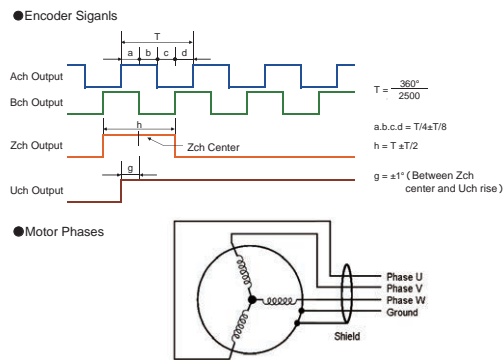 ●Encoder Siganls
T
a b c d
Ach Output
Bch Output
T = 360° / 2500
h
a.b.c.d = T/4±T/8
Zch Output
Zch Center
h = T ±T/2
g
g = ±1° (Between Zch
center and Uch rise)
Uch Output
●Motor Phases
Phase U
Phase V
Phase W
Ground
Shield